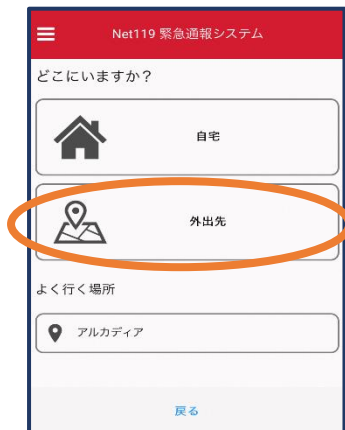 Net119 緊急通報システム
どこにいますか？
自宅
外出先
よく行く場所
アルカディア
戻る